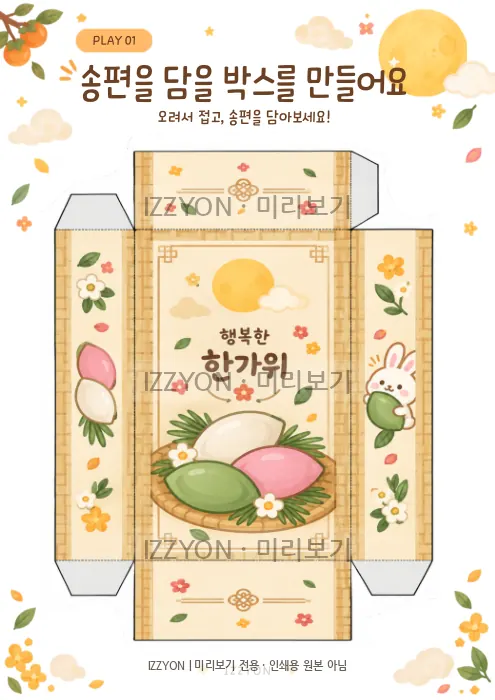 PLAY 01
송편을 담을 박스를 만들어요
오려서 접고, 송편을 담아보세요!
IZZYON · 미리보기
행복한
한가위
IZZYON · 미리보기
IZZYON · 미리보기
IZZYON | 미리보기 전용 · 인쇄용 원본 아님
IZZYON